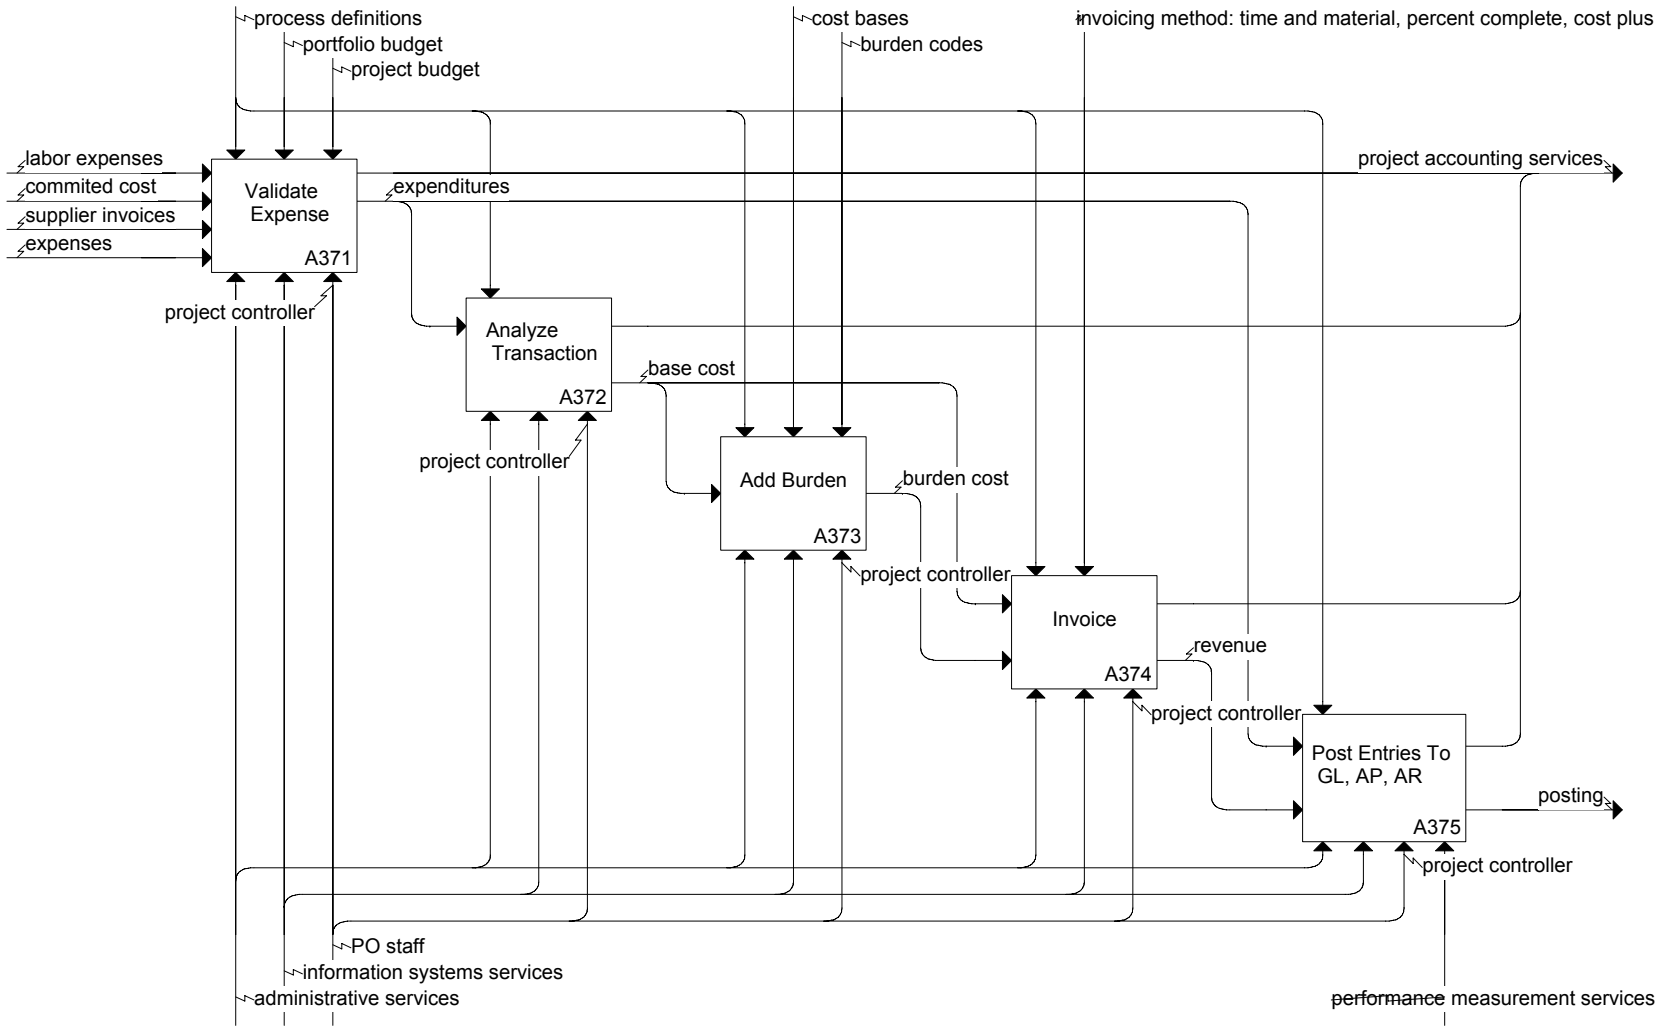 process definitions
cost bases
invoicing method: time and material, percent complete, cost plus
portfolio budget
burden codes
project budget
labor expenses
project accounting services
commited cost
expenditures
Validate
Expense
supplier invoices
expenses
A371
project controller
Analyze
Transaction
base cost
A372
project controller
Add Burden
burden cost
A373
project controller
Invoice
revenue
A374
project controller
Post Entries To
GL, AP, AR
posting
A375
project controller
PO staff
information systems services
administrative services
performance measurement services